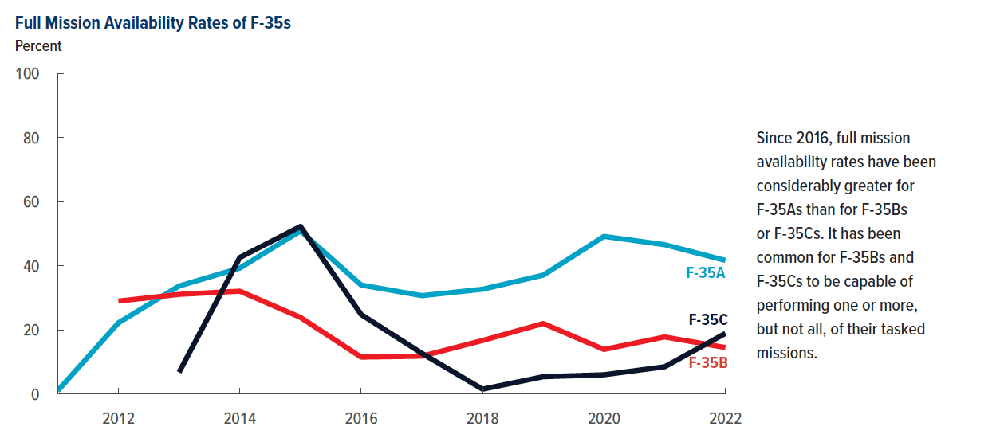 Full Mission Availability Rates of F-35s
Percent
100
80
60
40
20
0
2012
2014
2016
2018
2020
2022
F-35A
F-35C
F-35B
Since 2016, full mission
availability rates have been
considerably greater for
F-35As than for F-35Bs
or F-35Cs. It has been
common for F-35Bs and
F-35Cs to be capable of
performing one or more,
but not all, of their tasked
missions.